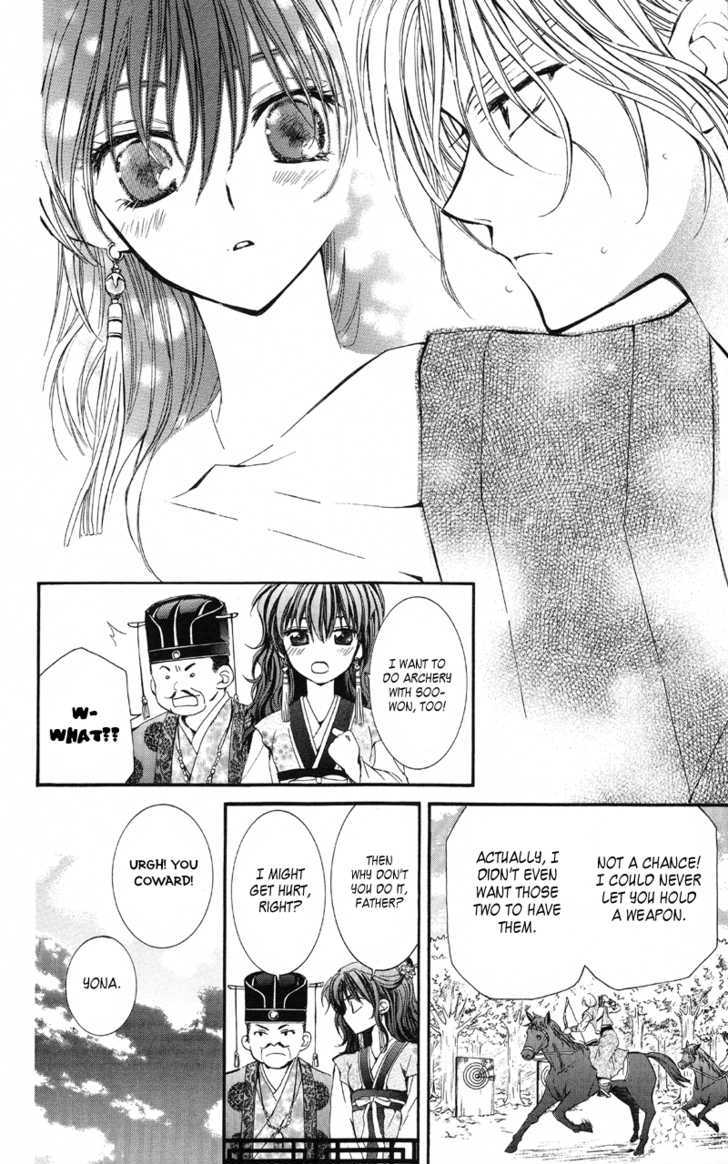 I WANT TO
DO ARCHERY
WITH SOO-
WON, TOO!
W-
WHAT??
NOT A CHANCE!
I COULD NEVER
LET YOU HOLD
A WEAPON.
ACTUALLY, I
DIDN'T EVEN
WANT THOSE
TWO TO HAVE
THEM.
THEN
WHY DON'T
YOU DO IT,
FATHER?
I MIGHT
GET HURT,
RIGHT?
URGH! YOU
COWARD!
YONA.